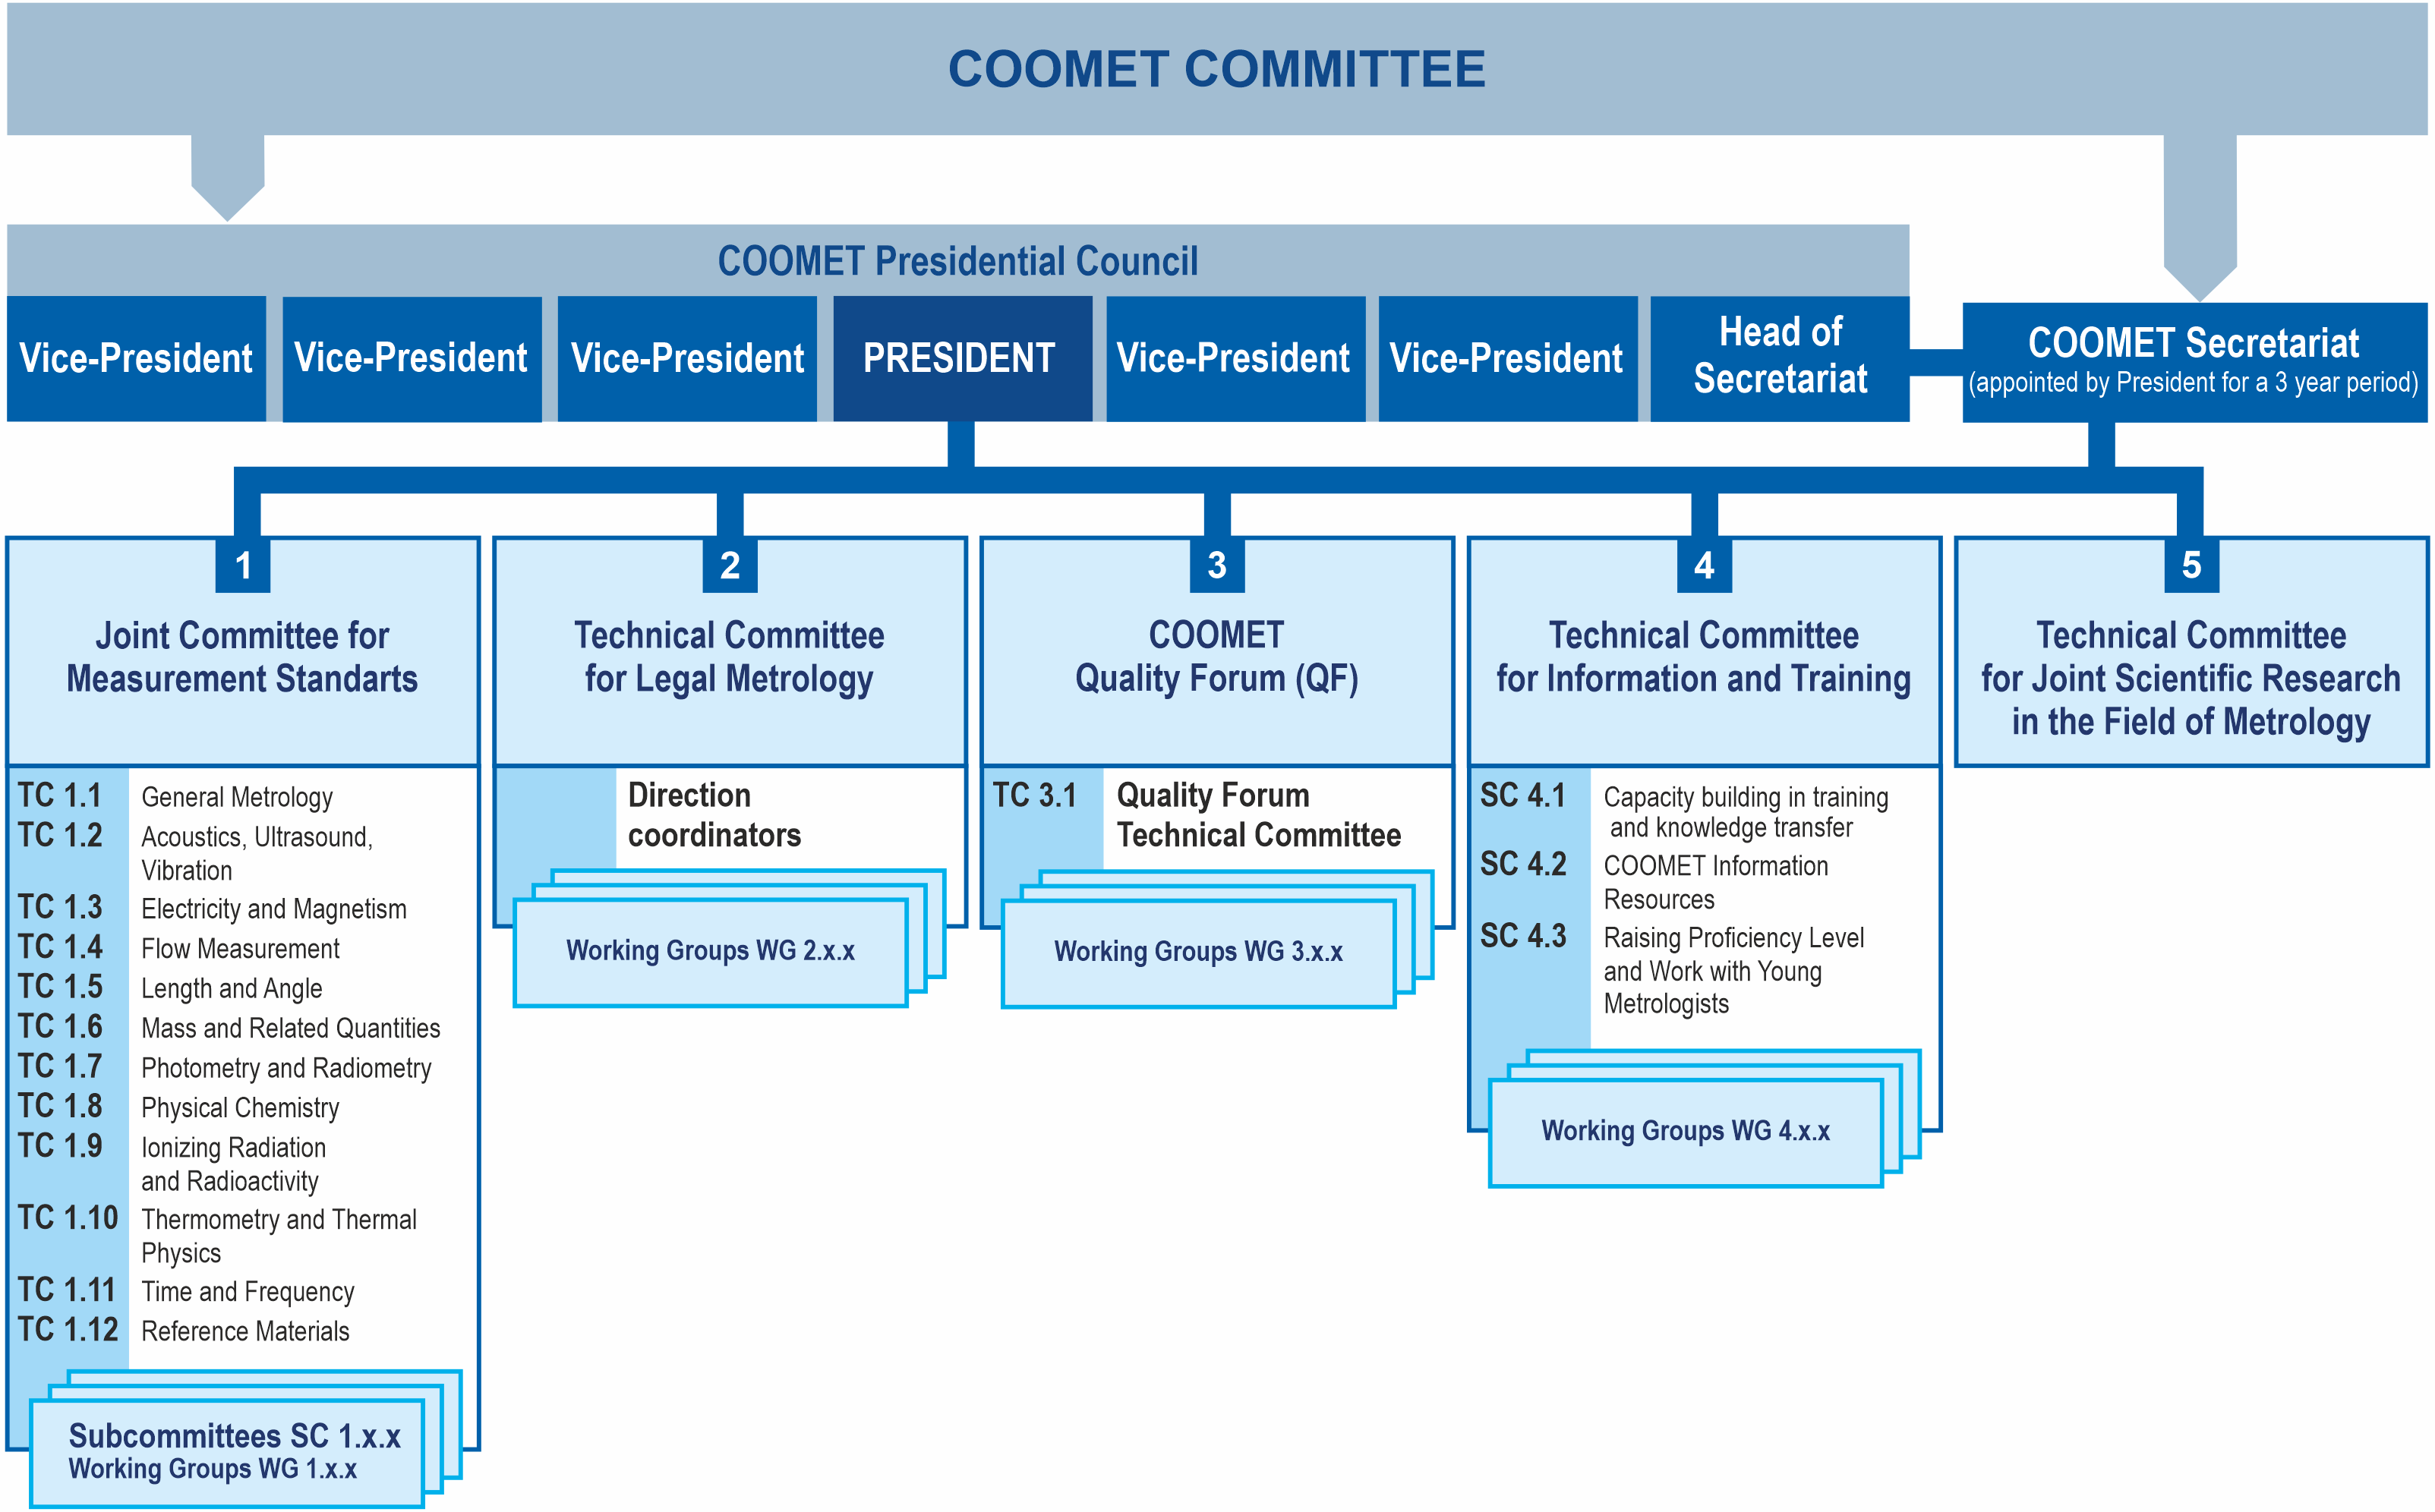 COOMET COMMITTEE
COOMET Presidential Council
Vice-President
Vice-President
Vice-President
PRESIDENT
Vice-President
Vice-President
Head of
Secretariat
COOMET Secretariat
(appointed by President for a 3 year period)
1
Joint Committee for
Measurement Standarts
TC 1.1 General Metrology
TC 1.2 Acoustics, Ultrasound,
Vibration
TC 1.3 Electricity and Magnetism
TC 1.4 Flow Measurement
TC 1.5 Length and Angle
TC 1.6 Mass and Related Quantities
TC 1.7 Photometry and Radiometry
TC 1.8 Physical Chemistry
TC 1.9 Ionizing Radiation
and Radioactivity
TC 1.10 Thermometry and Thermal
Physics
TC 1.11 Time and Frequency
TC 1.12 Reference Materials
Subcommittees SC 1.x.x
Working Groups WG 1.x.x
2
Technical Committee
for Legal Metrology
Direction
coordinators
Working Groups WG 2.x.x
3
COOMET
Quality Forum (QF)
TC 3.1 Quality Forum
Technical Committee
Working Groups WG 3.x.x
4
Technical Committee
for Information and Training
SC 4.1 Capacity building in training
and knowledge transfer
SC 4.2 COOMET Information
Resources
SC 4.3 Raising Proficiency Level
and Work with Young
Metrologists
Working Groups WG 4.x.x
5
Technical Committee
for Joint Scientific Research
in the Field of Metrology